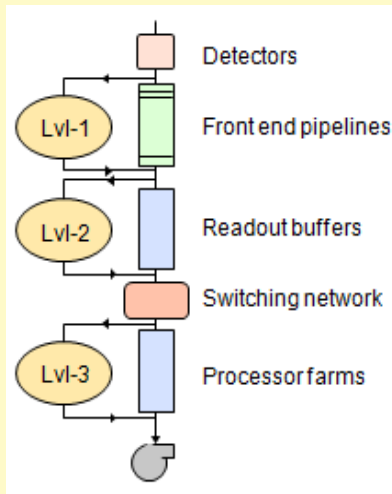 Detectors
Lvl-1
Front end pipelines
Lvl-2
Readout buffers
Switching network
Lvl-3
Processor farms